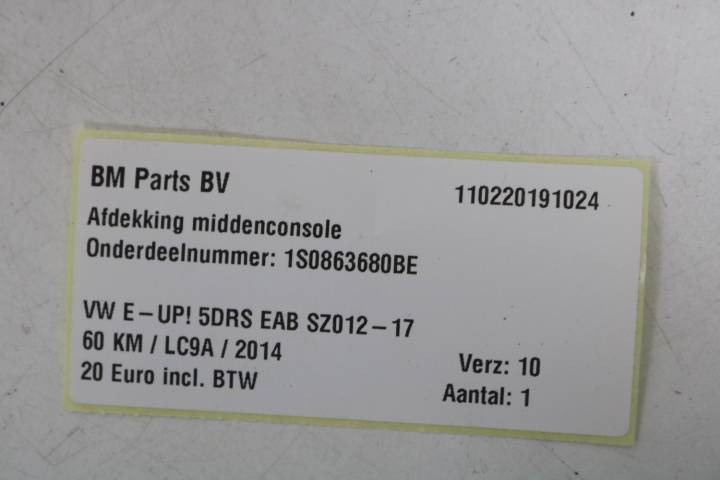 BM Parts BV
110220191024
Afdekking middenconsole
Onderdeelnummer: 1S0863680BE
VW E-UP! 5DRS EAB SZ012-17
60 KM / LC9A / 2014
Verz: 10
20 Euro incl. BTW
Aantal: 1